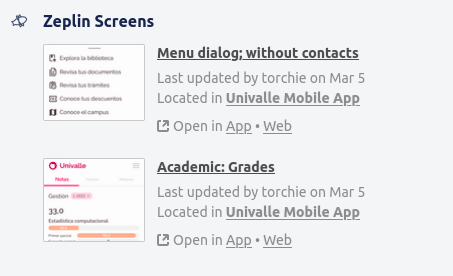 Zeplin Screens
Menu dialog; without contacts
Last updated by torchie on Mar 5
Located in Univalle Mobile App
Open in App • Web
Explora la biblioteca
Revisa tus documentos
Revisa tus trámites
Conoce tus descuentos
Conoce el campus
Academic: Grades
Last updated by torchie on Mar 5
Located in Univalle Mobile App
Open in App • Web
Univalle
Notas
Gestión
33.0
Estadística computacional
Primer parcial